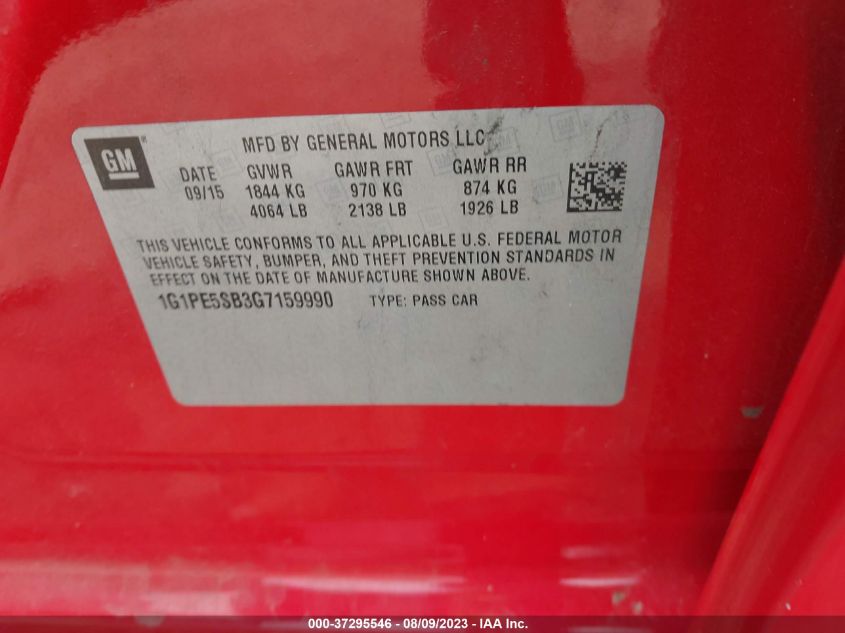 GM
MFD BY GENERAL MOTORS LLC
DATE GVWR GAWR FRT GAWR RR
09/15 1844 KG 970 KG 874 KG
4064 LB 2138 LB 1926 LB
THIS VEHICLE CONFORMS TO ALL APPLICABLE U.S. FEDERAL MOTOR
VEHICLE SAFETY, BUMPER, AND THEFT PREVENTION STANDARDS IN
EFFECT ON THE DATE OF MANUFACTURE SHOWN ABOVE.
1G1PE5SB3G7159990 TYPE: PASS CAR
000-37295546 - 08/09/2023 - IAAI.com